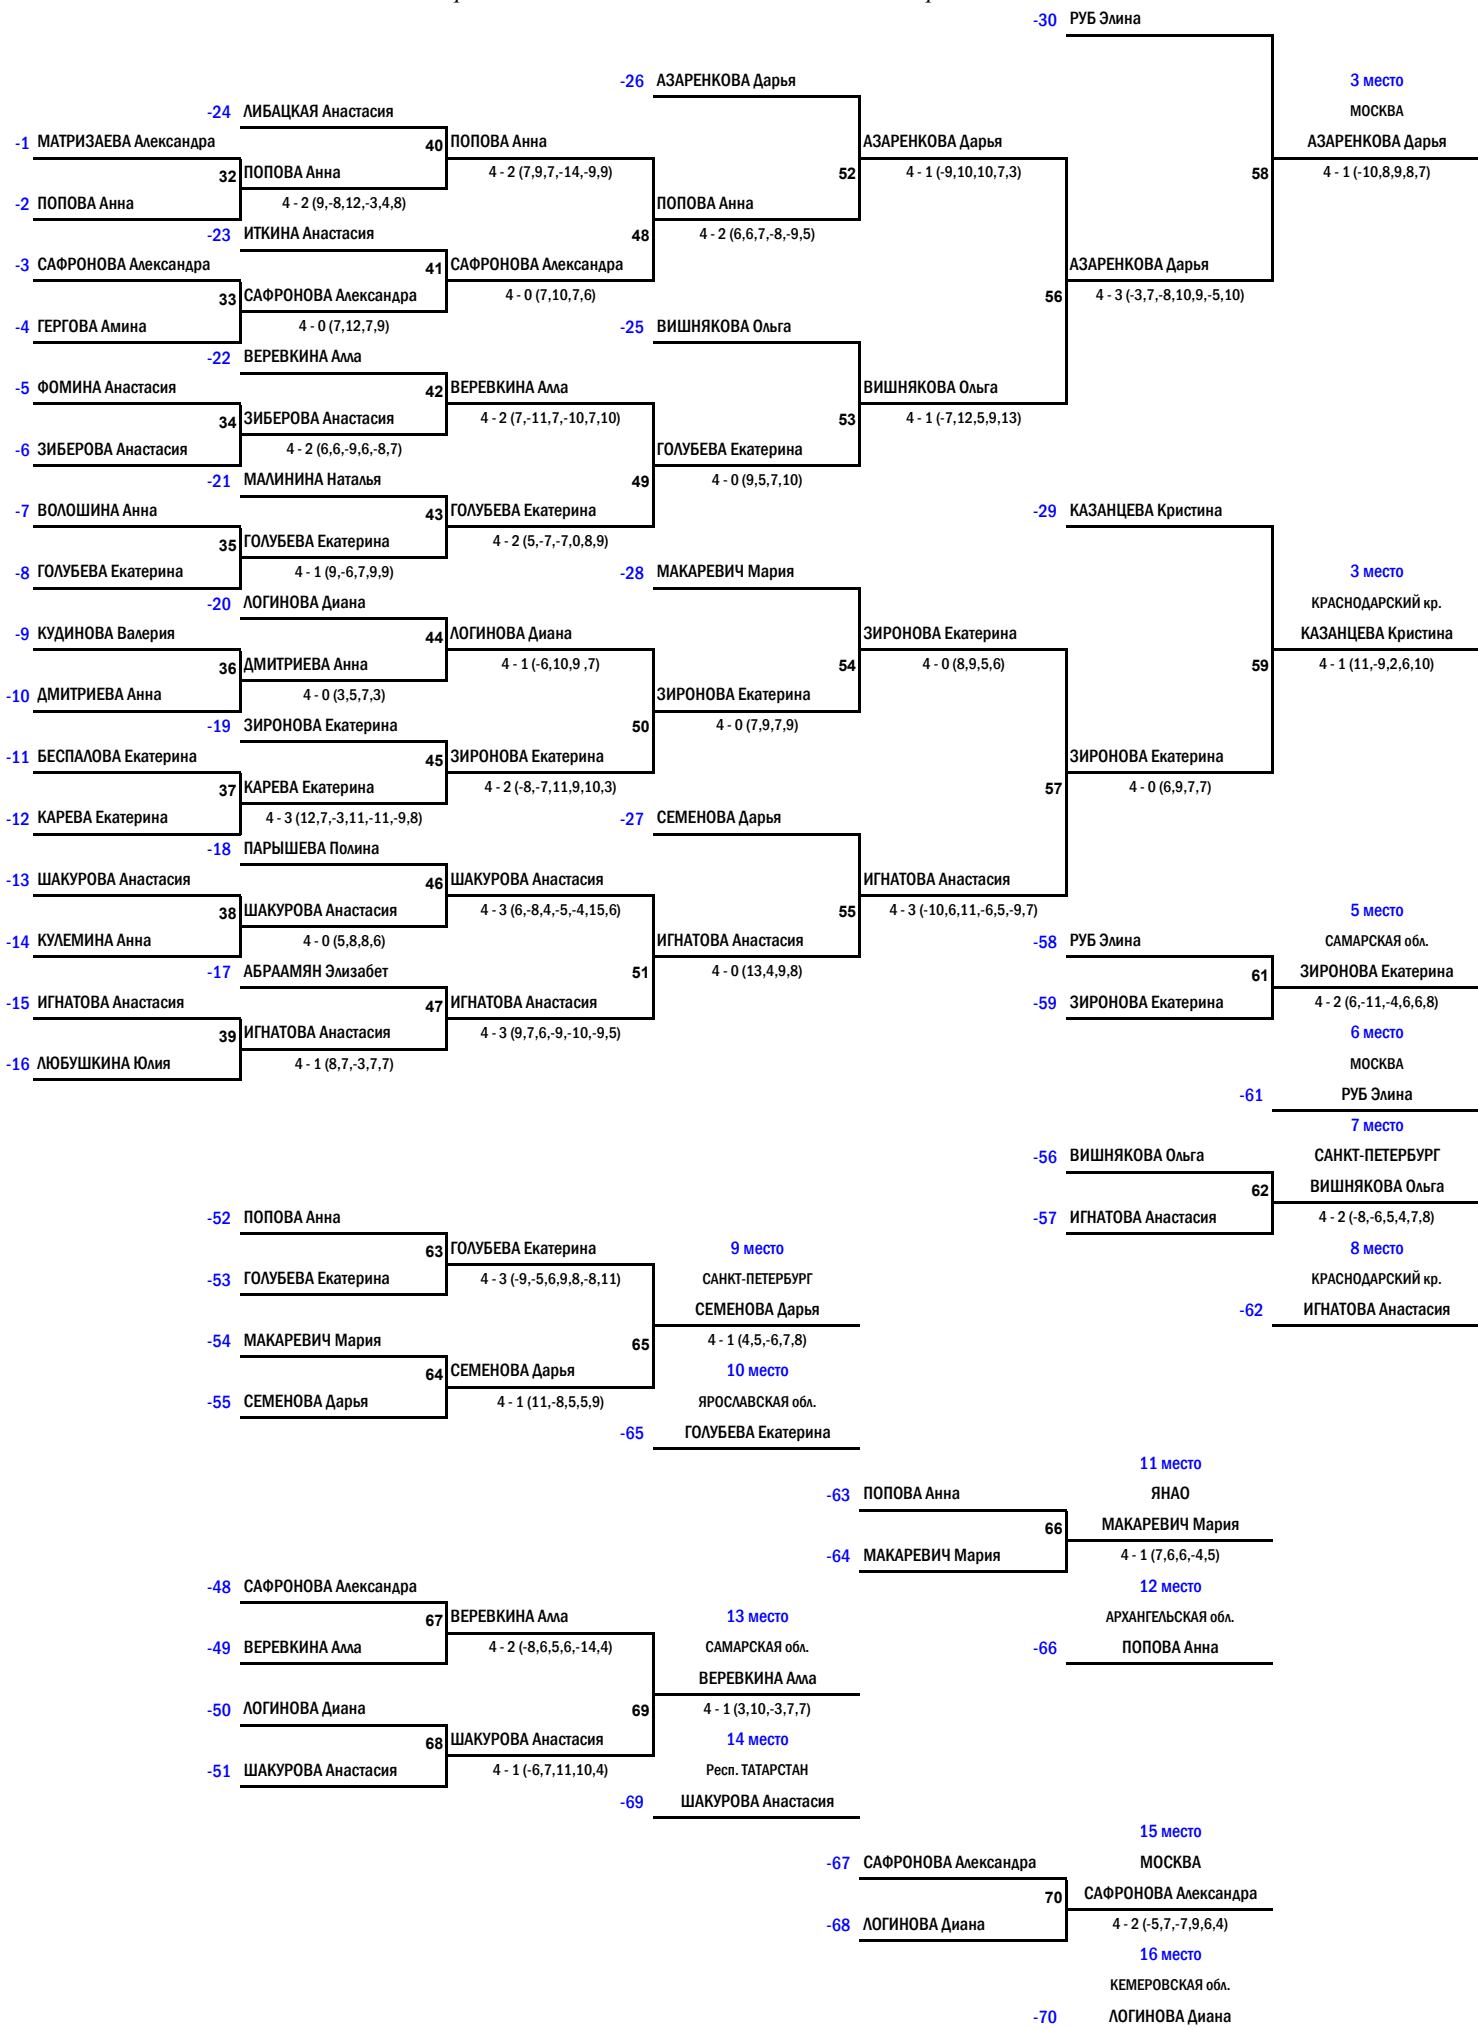 -30 РУБ Элина
-26 АЗАРЕНКОВА Дарья 3 место
-24 ЛИБАЦКАЯ Анастасия МОСКВА
-1 МАТРИЗАЕВА Александра 40 ПОПОВА Анна АЗАРЕНКОВА Дарья АЗАРЕНКОВА Дарья
32 ПОПОВА Анна 4 - 2 (7,9,7,-14,-9,9) 52 4 - 1 (-9,10,10,7,3) 58 4 - 1 (-10,8,9,8,7)
-2 ПОПОВА Анна 4 - 2 (9,-8,12,-3,4,8) ПОПОВА Анна
-23 ИТКИНА Анастасия 48 4 - 2 (6,6,7,-8,-9,5)
-3 САФРОНОВА Александра 41 САФРОНОВА Александра АЗАРЕНКОВА Дарья
33 САФРОНОВА Александра 4 - 0 (7,10,7,6) 56 4 - 3 (-3,7,-8,10,9,-5,10)
-4 ГЕРГОВА Амина 4 - 0 (7,12,7,9) -25 ВИШНЯКОВА Ольга
-22 ВЕРЕВКИНА Алла
-5 ФОМИНА Анастасия 42 ВЕРЕВКИНА Алла ВИШНЯКОВА Ольга
34 ЗИБЕРОВА Анастасия 4 - 2 (7,-11,7,-10,7,10) 53 4 - 1 (-7,12,5,9,13)
-6 ЗИБЕРОВА Анастасия 4 - 2 (6,6,-9,6,-8,7) ГОЛУБЕВА Екатерина
-21 МАЛИНИНА Наталья 49 4 - 0 (9,5,7,10)
-7 ВОЛОШИНА Анна 43 ГОЛУБЕВА Екатерина -29 КАЗАНЦЕВА Кристина
35 ГОЛУБЕВА Екатерина 4 - 2 (5,-7,-7,0,8,9)
-8 ГОЛУБЕВА Екатерина 4 - 1 (9,-6,7,9,9) -28 МАКАРЕВИЧ Мария 3 место
-20 ЛОГИНОВА Диана КРАСНОДАРСКИЙ кр.
-9 КУДИНОВА Валерия 44 ЛОГИНОВА Диана ЗИРОНОВА Екатерина КАЗАНЦЕВА Кристина
36 ДМИТРИЕВА Анна 4 - 1 (-6,10,9 ,7) 54 4 - 0 (8,9,5,6) 59 4 - 1 (11,-9,2,6,10)
-10 ДМИТРИЕВА Анна 4 - 0 (3,5,7,3) ЗИРОНОВА Екатерина
-19 ЗИРОНОВА Екатерина 50 4 - 0 (7,9,7,9)
-11 БЕСПАЛОВА Екатерина 45 ЗИРОНОВА Екатерина ЗИРОНОВА Екатерина
37 КАРЕВА Екатерина 4 - 2 (-8,-7,11,9,10,3) 57 4 - 0 (6,9,7,7)
-12 КАРЕВА Екатерина 4 - 3 (12,7,-3,11,-11,-9,8) -27 СЕМЕНОВА Дарья
-18 ПАРЫШЕВА Полина
-13 ШАКУРОВА Анастасия 46 ШАКУРОВА Анастасия ИГНАТОВА Анастасия
38 ШАКУРОВА Анастасия 4 - 3 (6,-8,4,-5,-4,15,6) 55 4 - 3 (-10,6,11,-6,5,-9,7) 5 место
-14 КУЛЕМИНА Анна 4 - 0 (5,8,8,6) ИГНАТОВА Анастасия -58 РУБ Элина САМАРСКАЯ обл.
-17 АБРААМЯН Элизабет 51 4 - 0 (13,4,9,8) 61 ЗИРОНОВА Екатерина
-15 ИГНАТОВА Анастасия 47 ИГНАТОВА Анастасия -59 ЗИРОНОВА Екатерина 4 - 2 (6,-11,-4,6,6,8)
39 ИГНАТОВА Анастасия 4 - 3 (9,7,6,-9,-10,-9,5) 6 место
-16 ЛЮБУШКИНА Юлия 4 - 1 (8,7,-3,7,7) МОСКВА
-61 РУБ Элина
7 место
-56 ВИШНЯКОВА Ольга САНКТ-ПЕТЕРБУРГ
62 ВИШНЯКОВА Ольга
-52 ПОПОВА Анна -57 ИГНАТОВА Анастасия 4 - 2 (-8,-6,5,4,7,8)
63 ГОЛУБЕВА Екатерина 9 место 8 место
-53 ГОЛУБЕВА Екатерина 4 - 3 (-9,-5,6,9,8,-8,11) САНКТ-ПЕТЕРБУРГ КРАСНОДАРСКИЙ кр.
СЕМЕНОВА Дарья -62 ИГНАТОВА Анастасия
-54 МАКАРЕВИЧ Мария 65 4 - 1 (4,5,-6,7,8)
64 СЕМЕНОВА Дарья 10 место
-55 СЕМЕНОВА Дарья 4 - 1 (11,-8,5,5,9) ЯРОСЛАВСКАЯ обл.
-65 ГОЛУБЕВА Екатерина
11 место
-63 ПОПОВА Анна ЯНАО
66 МАКАРЕВИЧ Мария
-64 МАКАРЕВИЧ Мария 4 - 1 (7,6,6,-4,5)
-48 САФРОНОВА Александра 12 место
67 ВЕРЕВКИНА Алла 13 место АРХАНГЕЛЬСКАЯ обл.
-49 ВЕРЕВКИНА Алла 4 - 2 (-8,6,5,6,-14,4) САМАРСКАЯ обл. -66 ПОПОВА Анна
ВЕРЕВКИНА Алла
-50 ЛОГИНОВА Диана 69 4 - 1 (3,10,-3,7,7)
68 ШАКУРОВА Анастасия 14 место
-51 ШАКУРОВА Анастасия 4 - 1 (-6,7,11,10,4) Респ. ТАТАРСТАН
-69 ШАКУРОВА Анастасия
15 место
-67 САФРОНОВА Александра МОСКВА
70 САФРОНОВА Александра
-68 ЛОГИНОВА Диана 4 - 2 (-5,7,-7,9,6,4)
16 место
КЕМЕРОВСКАЯ обл.
-70 ЛОГИНОВА Диана